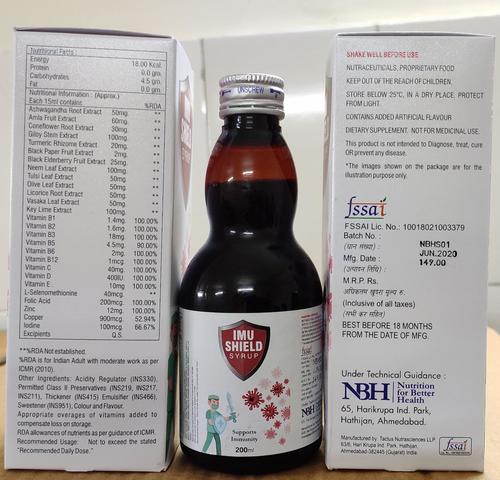 Nutritional Facts :
Energy 18.00 Kcal.
Protein 0.0 gm.
Carbohydrates 4.5 gm.
Fat 0.0 gm.
Nutritional Information : (Approx.)
Each 15ml contains %RDA
Ashwagandha Root Extract 50mg. **
Amla Fruit Extract 60mg. **
Coneflower Root Extract 30mg. **
Giloy Stem Extract 100mg. **
Turmeric Rhizome Extract 20mg. **
Black Paper Fruit Extract 2mg. **
Black Elderberry Fruit Extract 25mg. **
Neem Leaf Extract 100mg. **
Tulsi Leaf Extract 50mg. **
Olive Leaf Extract 50mg. **
Licorice Root Extract 50mg. **
Vasaka Leaf Extract 50mg. **
Key Lime Extract 100mg. **
Vitamin B1 1.4mg. 100.00%
Vitamin B2 1.6mg. 100.00%
Vitamin B3 18mg. 100.00%
Vitamin B5 4.5mg. 90.00%
Vitamin B6 2mg. 100.00%
Vitamin B12 1mcg. 100.00%
Vitamin C 40mg. 100.00%
Vitamin D 400IU. 100.00%
Vitamin E 10mg. 100.00%
L-Selenomethionine 40mcg. **
Folic Acid 200mcg. 100.00%
Zinc 12mg. 100.00%
Copper 900mcg. 52.94%
Iodine 100mcg. 66.67%
Excipients Q.S.
**%RDA Not established.
%RDA is for Indian Adult with moderate work as per
ICMR (2010).
Other Ingredients: Acidity Regulator (INS330),
Permitted Class II Preservatives (INS219, INS217,
INS211), Thickener (INS415) Emulsifier (INS466),
Sweetener (INS951), Colour and Flavour.
Appropriate overages of vitamins added to
compensate loss on storage.
RDA allowances of nutrients as per guidance of ICMR.
Recommended Usage: Not to exceed the stated
"Recommended Daily Dose."
UNSCREW
IMU
SHIELD
SYRUP
Supports
Immunity
NBH
200ml
SHAKE WELL BEFORE USE
NUTRACEUTICALS, PROPRIETARY FOOD
KEEP OUT OF THE REACH OF CHILDREN.
STORE BELOW 25°C, IN A DRY PLACE. PROTECT
FROM LIGHT.
CONTAINS ADDED ARTIFICIAL FLAVOUR
DIETARY SUPPLEMENT. NOT FOR MEDICINAL USE.
This product is not intended to Diagnose, treat, cure
OR prevent any disease.
*The images shown on the package are for the
illustration purpose only.
fssai
FSSAI Lic. No.: 10018021003379
Batch No. : NBHS01
(घान संख्या) :
Mfg. Date : JUN.2020
(उत्पादन तिथि) : 149.00
M.R.P. Rs.
अधिकतम खुदरा मूल्य रु.
(Inclusive of all taxes)
(सभी कर सहित)
BEST BEFORE 18 MONTHS
FROM THE DATE OF MFG.
Under Technical Guidance :
NBH Nutrition
for Better
Health
65, Harikrupa Ind. Park,
Hathijan, Ahmedabad.
Manufactured by: Tactus Nutrasciences LLP
63/6, Hari Krupa Ind. Park, Hathijan,
Ahmedabad-382445 (Gujarat) India.
fssai